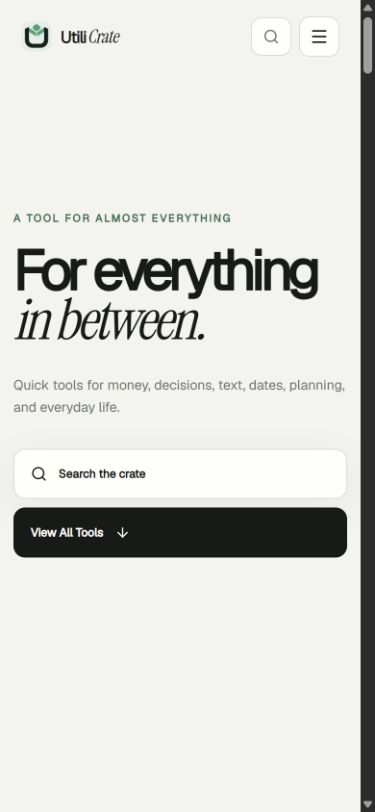 Utili Crate
A TOOL FOR ALMOST EVERYTHING
For everything
in between.
Quick tools for money, decisions, text, dates, planning,
and everyday life.
Search the crate
View All Tools